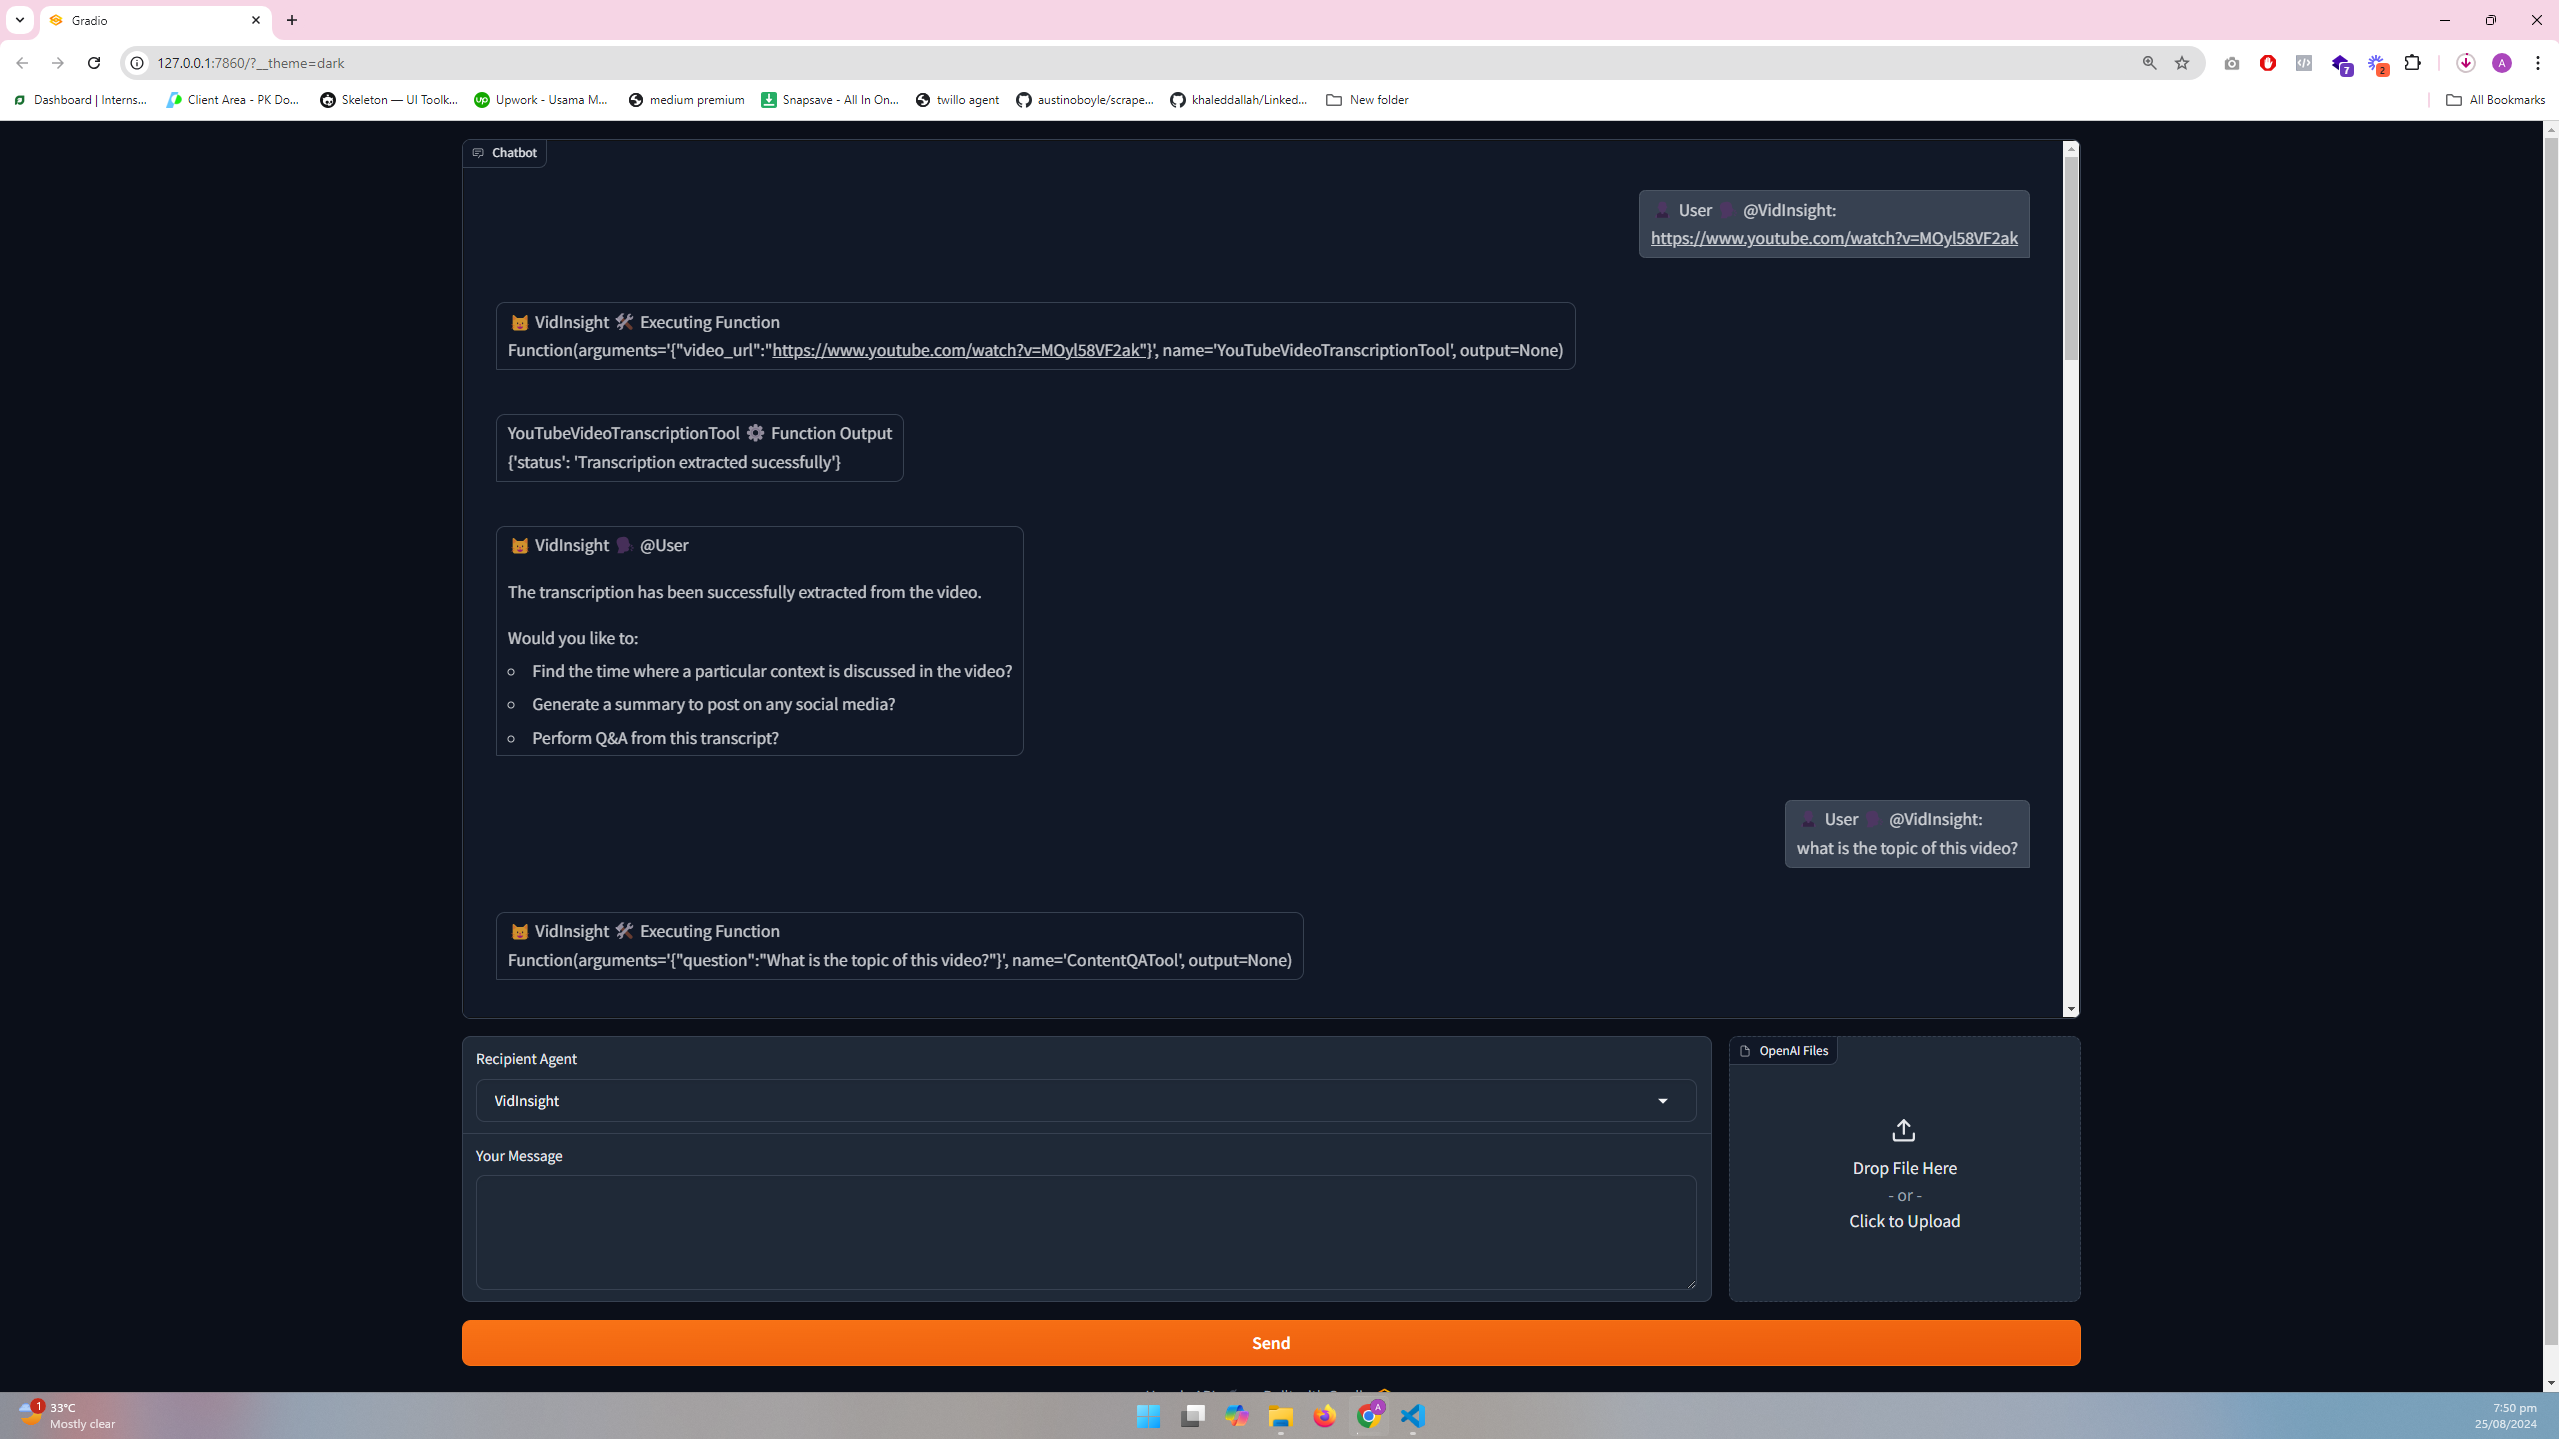 Gradio
127.0.0.1:7860/?__theme=dark
7
2
A
Dashboard | Interns...
Client Area - PK Do...
Skeleton — UI Toolk...
Upwork - Usama M...
medium premium
Snapsave - All In On...
twillo agent
austinoboyle/scrape...
khaleddallah/Linked...
New folder
All Bookmarks
Chatbot
User @VidInsight:
https://www.youtube.com/watch?v=MOyl58VF2ak
VidInsight Executing Function
Function(arguments='{"video_url":"https://www.youtube.com/watch?v=MOyl58VF2ak"}', name='YouTubeVideoTranscriptionTool', output=None)
YouTubeVideoTranscriptionTool Function Output
{'status': 'Transcription extracted sucessfully'}
VidInsight @User
The transcription has been successfully extracted from the video.
Would you like to:
Find the time where a particular context is discussed in the video?
Generate a summary to post on any social media?
Perform Q&A from this transcript?
User @VidInsight:
what is the topic of this video?
VidInsight Executing Function
Function(arguments='{"question":"What is the topic of this video?"}', name='ContentQATool', output=None)
Recipient Agent
VidInsight
Your Message
OpenAI Files
Drop File Here
- or -
Click to Upload
Send
1
33°C
Mostly clear
A
7:50 pm
25/08/2024